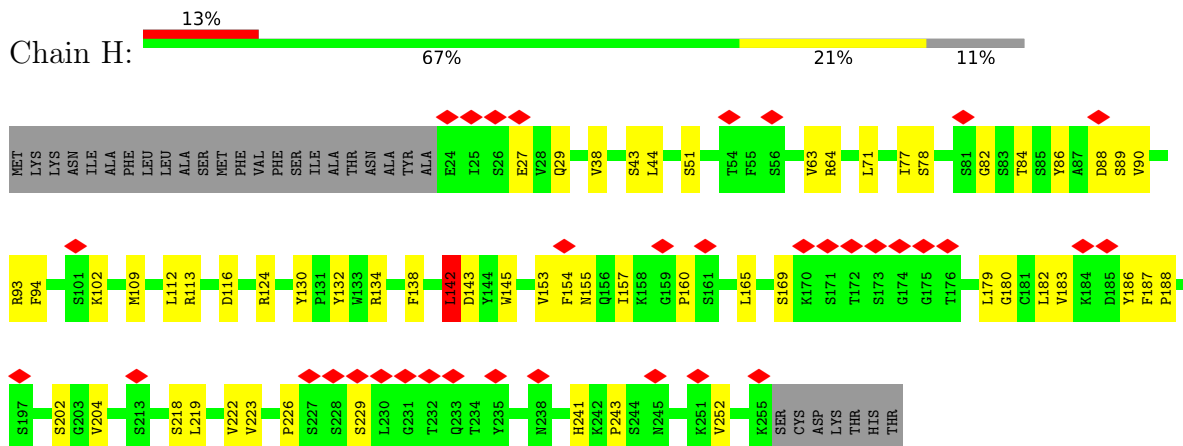 13%
Chain H:
67% 21% 11%
MET LYS LYS ASN ILE ALA PHE LEU LEU ALA SER MET PHE VAL PHE SER ILE ALA THR ASN ALA TYR ALA E24 I25 S26 E27 V28 Q29 V38 S43 L44 S51 T54 F55 S56 V63 R64 L71 I77 S78 S81 G82 S83 T84 S85 Y86 A87 D88 S89 V90
R93 F94 S101 K102 M109 L112 R113 D116 R124 Y130 P131 Y132 W133 R134 F138 L142 D143 Y144 W145 V153 F154 N155 Q156 I157 K158 G159 P160 S161 L165 S169 K170 S171 T172 S173 G174 G175 T176 L179 G180 C181 L182 V183 K184 D185 Y186 F187 P188
S197 S202 G203 V204 S213 S218 L219 V222 V223 P226 S227 S228 S229 L230 G231 T232 Q233 T234 Y235 N238 H241 K242 P243 S244 N245 K251 V252 K255 SER CYS ASP LYS THR HIS THR